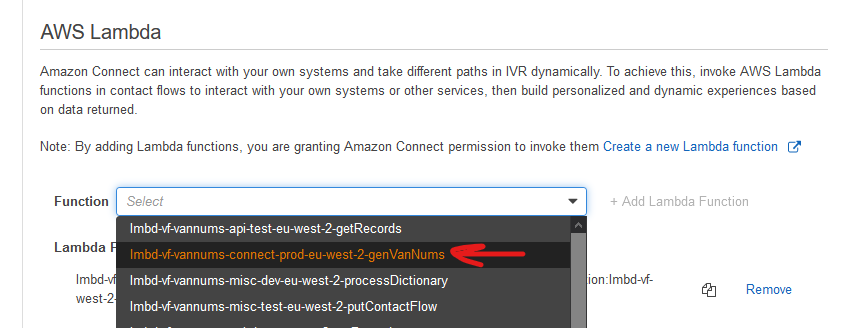 AWS Lambda
Amazon Connect can interact with your own systems and take different paths in IVR dynamically. To achieve this, invoke AWS Lambda
functions in contact flows to interact with your own systems or other services, then build personalized and dynamic experiences based
on data returned.
Note: By adding Lambda functions, you are granting Amazon Connect permission to invoke them Create a new Lambda function
Function Select + Add Lambda Function
lmbd-vf-vannums-api-test-eu-west-2-getRecords
Lambda F
lmbd-vf-vannums-connect-prod-eu-west-2-genVanNums
lmbd-vf- lmbd-vf-vannums-misc-dev-eu-west-2-processDictionary tion:lmbd-vf-
west-2- Remove
lmbd-vf-vannums-misc-test-eu-west-2-putContactFlow